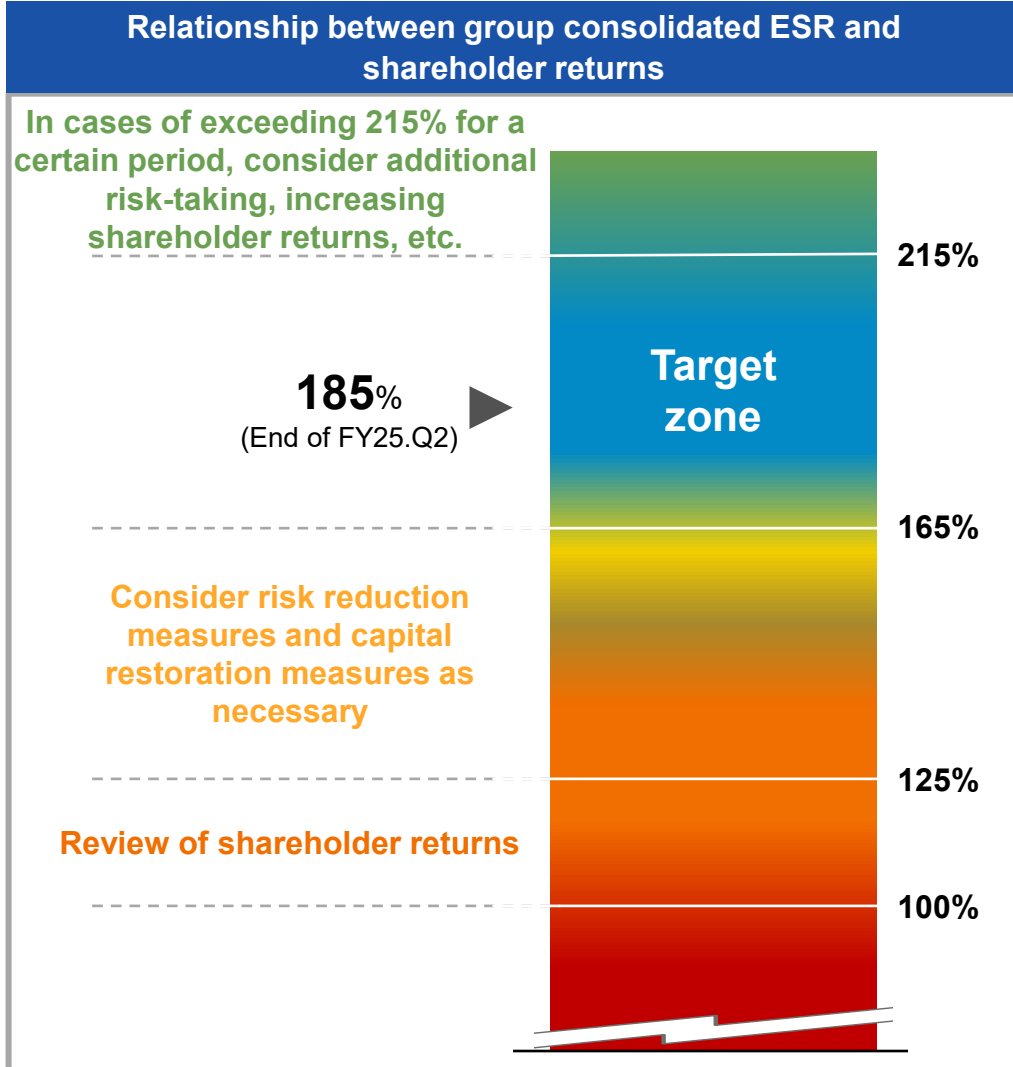 Relationship between group consolidated ESR and
shareholder returns
In cases of exceeding 215% for a
certain period, consider additional
risk-taking, increasing
shareholder returns, etc.
215%
Target
zone
185%
(End of FY25.Q2)
165%
Consider risk reduction
measures and capital
restoration measures as
necessary
125%
Review of shareholder returns
100%